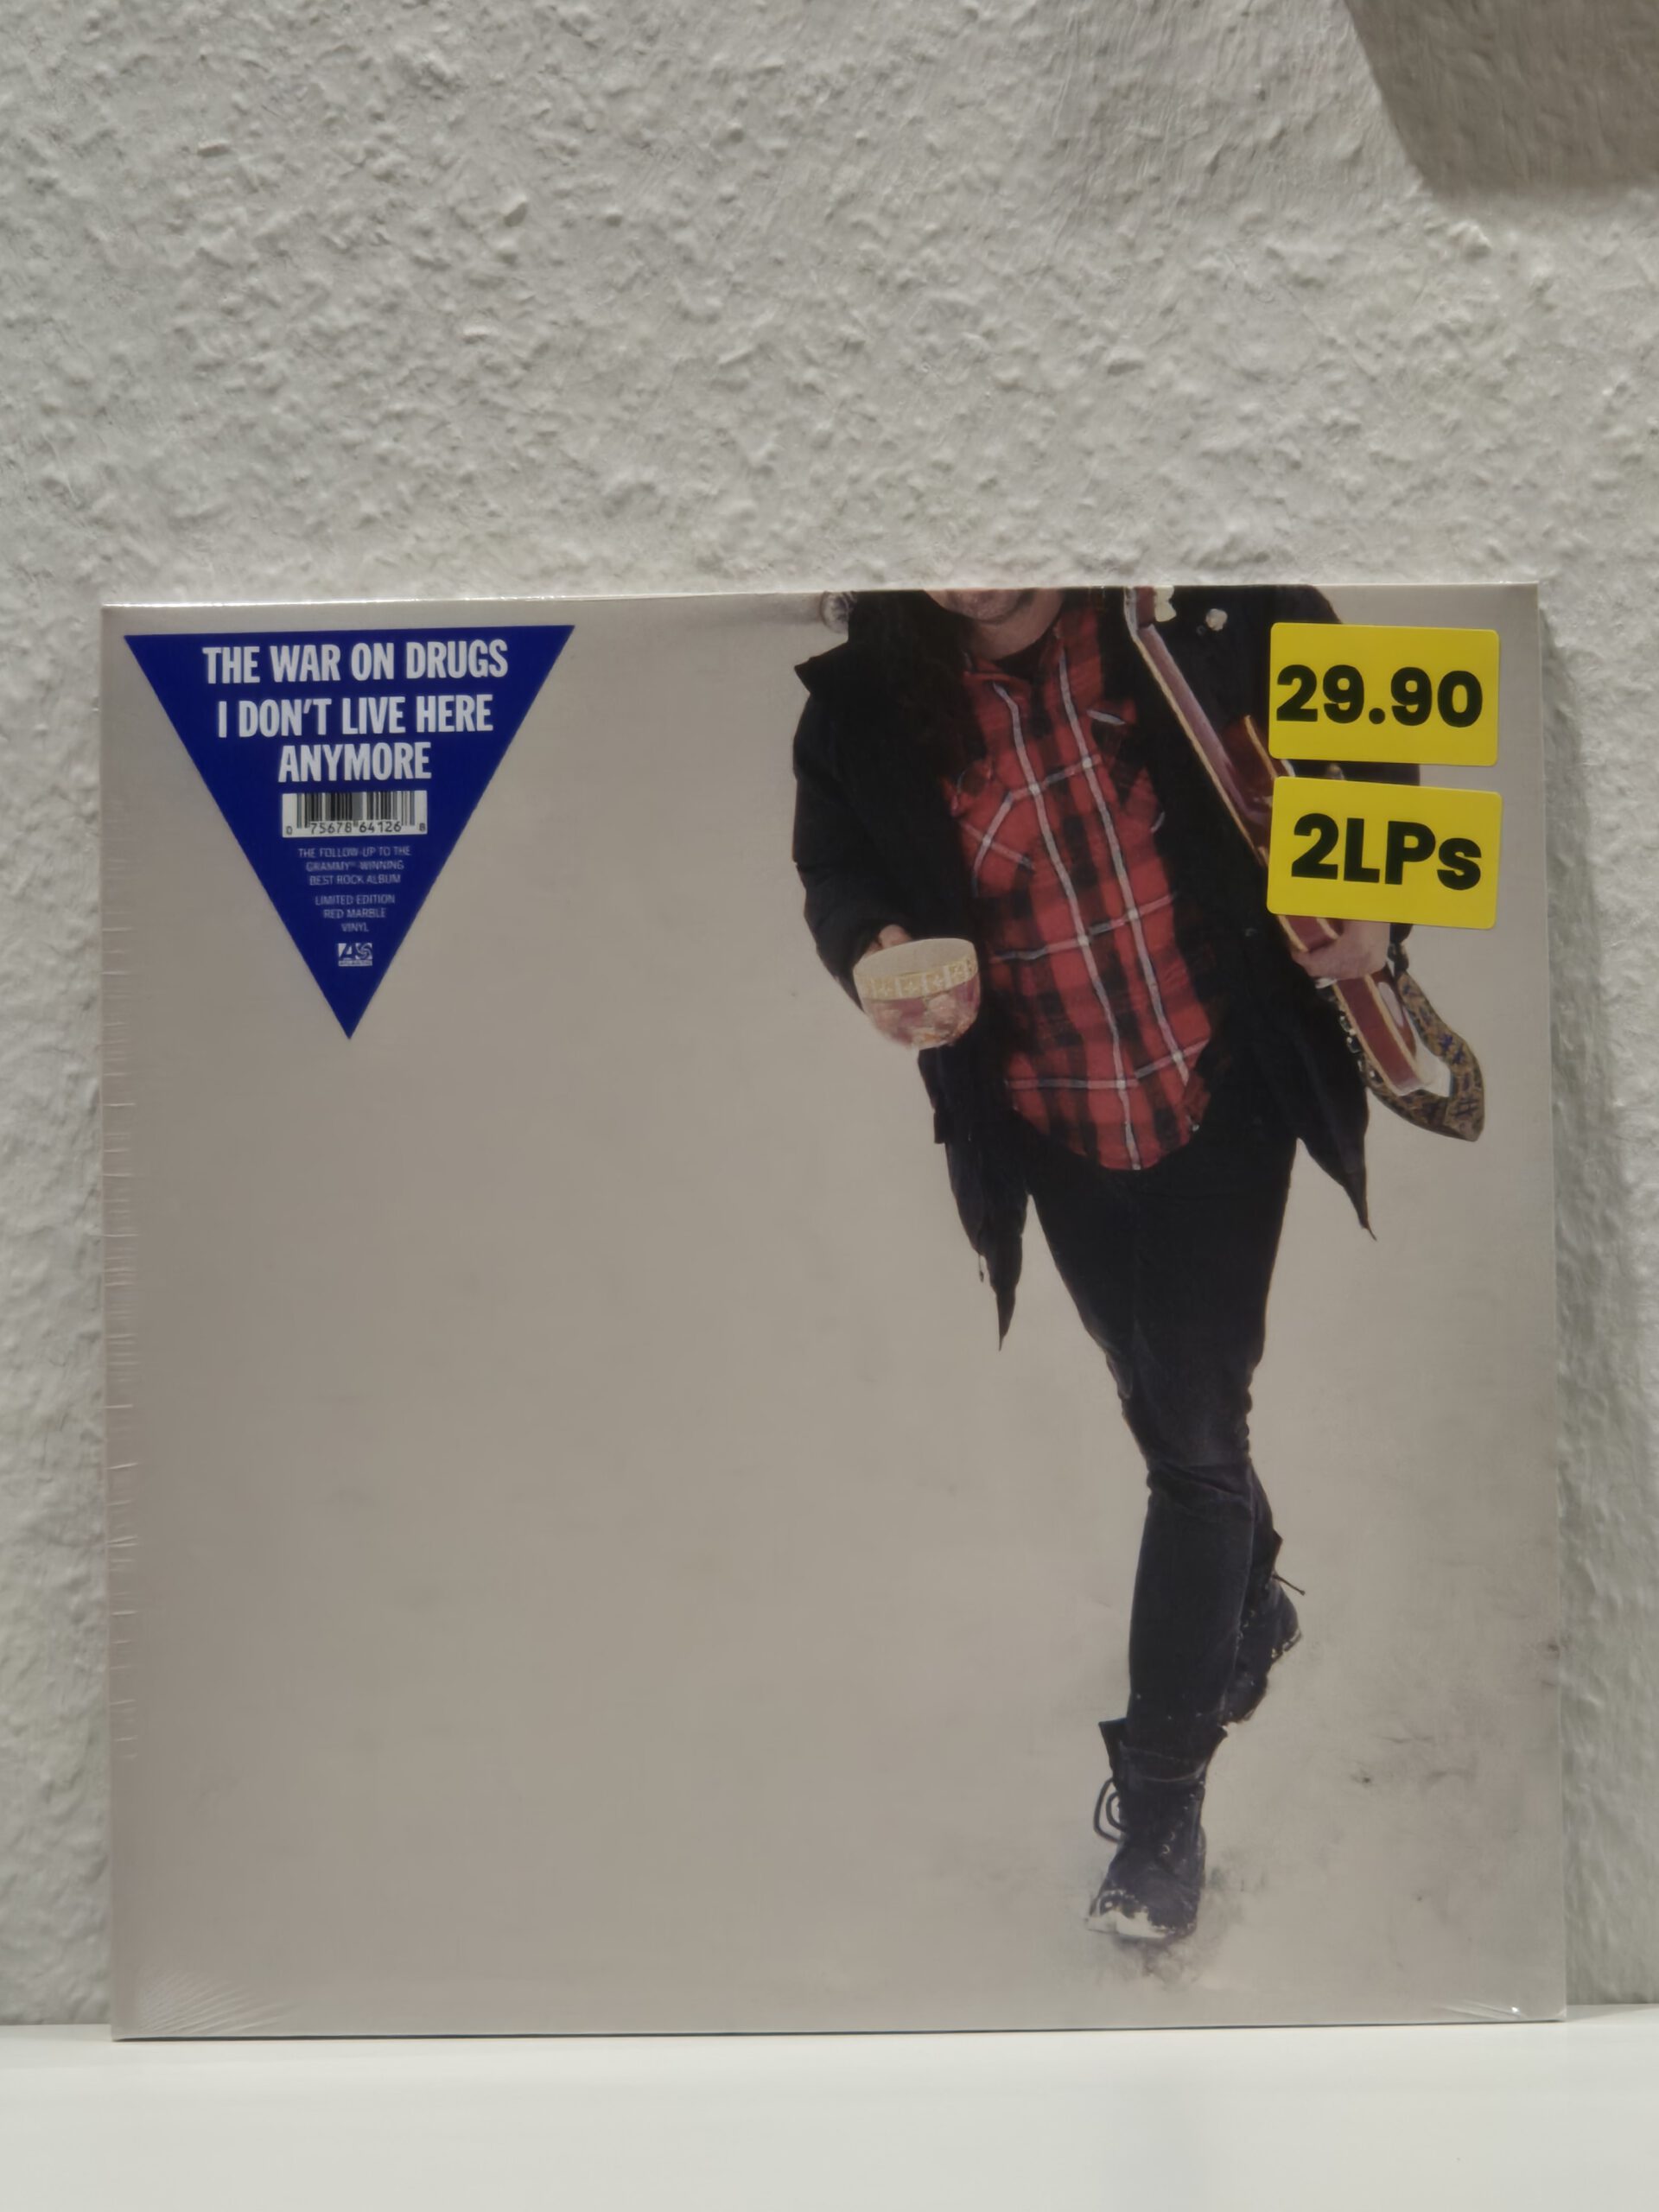 THE WAR ON DRUGS
I DON'T LIVE HERE
ANYMORE
0 75678 64126 8
THE FOLLOW-UP TO THE
GRAMMY®-WINNING
BEST ROCK ALBUM
LIMITED EDITION
RED MARBLE
VINYL
ATLANTIC
29.90
2LPs